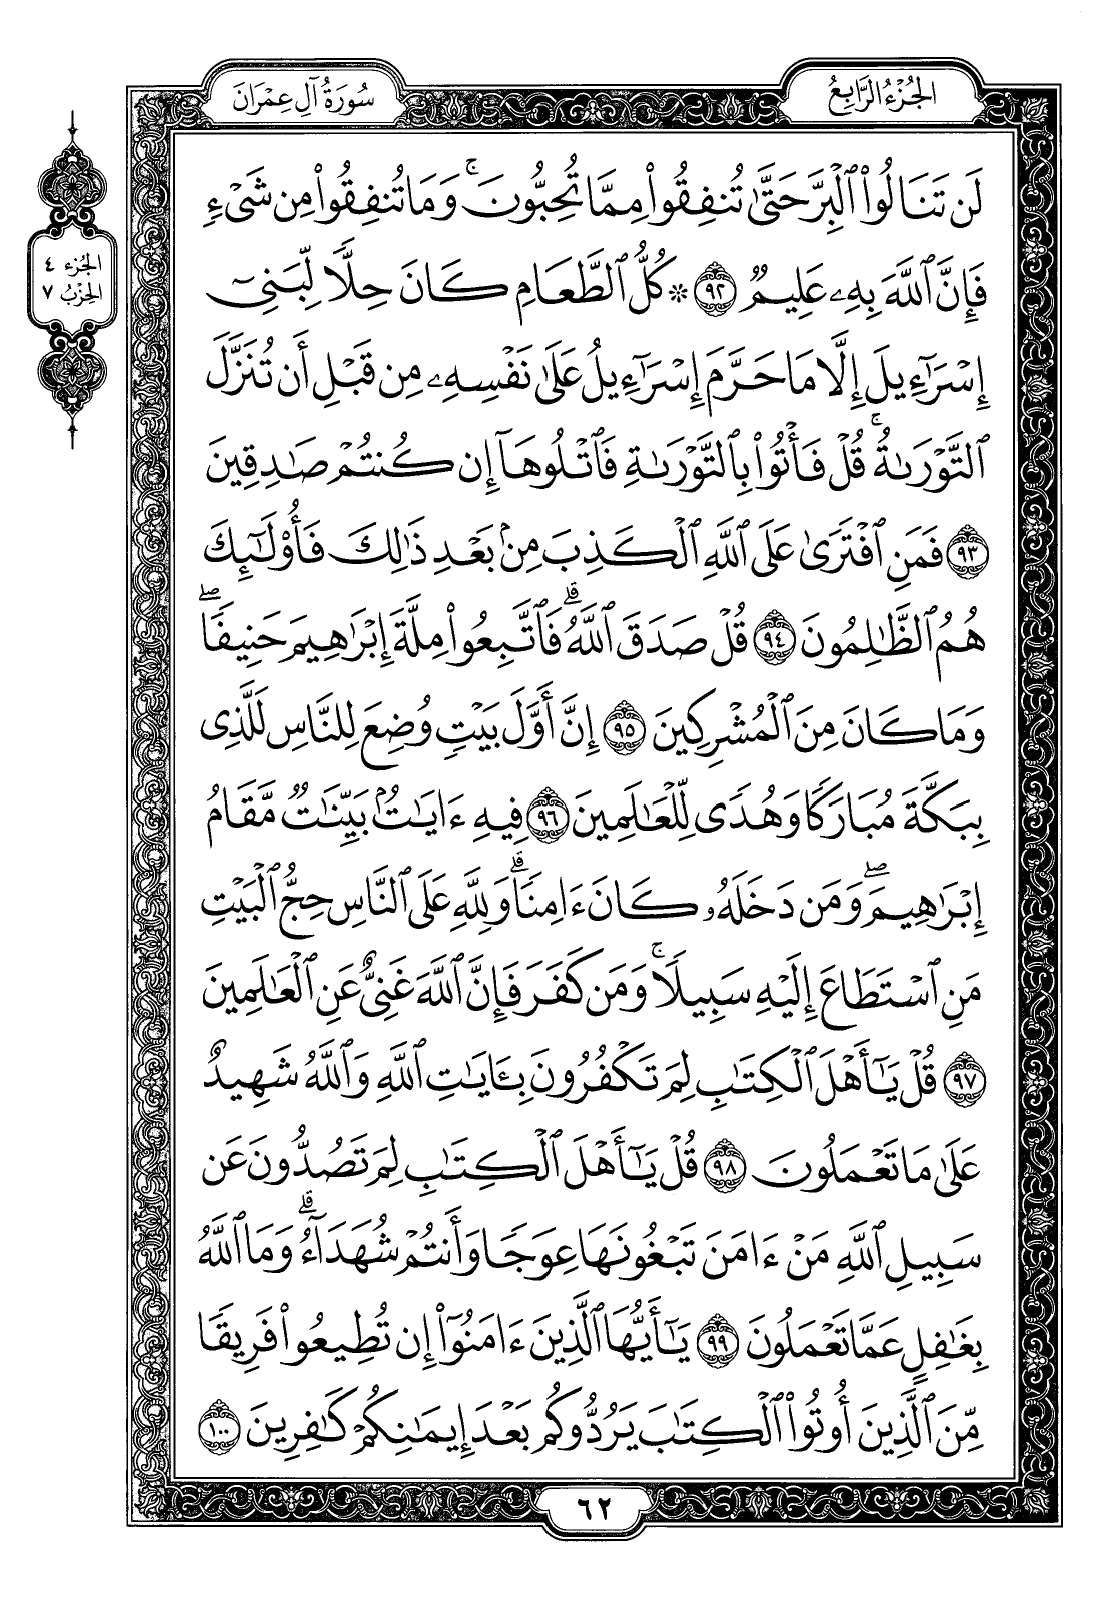 الجُزْءُ الرَّابِعُ
سُورَةُ آلِ عِمْرَانَ
الجُزء ٤
الحِزْبُ ٧
لَن تَنَالُوا۟ ٱلْبِرَّ حَتَّىٰ تُنفِقُوا۟ مِمَّا تُحِبُّونَ ۚ وَمَا تُنفِقُوا۟ مِن شَىْءٍ
فَإِنَّ ٱللَّهَ بِهِۦ عَلِيمٌ ٩٢ * كُلُّ ٱلطَّعَامِ كَانَ حِلًّا لِّبَنِىٓ
إِسْرَٰٓءِيلَ إِلَّا مَا حَرَّمَ إِسْرَٰٓءِيلُ عَلَىٰ نَفْسِهِۦ مِن قَبْلِ أَن تُنَزَّلَ
ٱلتَّوْرَىٰةُ ۚ قُلْ فَأْتُوا۟ بِٱلتَّوْرَىٰةِ فَٱتْلُوهَآ إِن كُنتُمْ صَٰدِقِينَ
٩٣ فَمَنِ ٱفْتَرَىٰ عَلَى ٱللَّهِ ٱلْكَذِبَ مِنۢ بَعْدِ ذَٰلِكَ فَأُو۟لَٰٓئِكَ
هُمُ ٱلظَّٰلِمُونَ ٩٤ قُلْ صَدَقَ ٱللَّهُ ۗ فَٱتَّبِعُوا۟ مِلَّةَ إِبْرَٰهِيمَ حَنِيفًا ۖ
وَمَا كَانَ مِنَ ٱلْمُشْرِكِينَ ٩٥ إِنَّ أَوَّلَ بَيْتٍ وُضِعَ لِلنَّاسِ لَلَّذِى
بِبَكَّةَ مُبَارَكًا وَهُدًى لِّلْعَٰلَمِينَ ٩٦ فِيهِ ءَايَٰتٌۢ بَيِّنَٰتٌ مَّقَامُ
إِبْرَٰهِيمَ ۖ وَمَن دَخَلَهُۥ كَانَ ءَامِنًا ۗ وَلِلَّهِ عَلَى ٱلنَّاسِ حِجُّ ٱلْبَيْتِ
مَنِ ٱسْتَطَاعَ إِلَيْهِ سَبِيلًا ۚ وَمَن كَفَرَ فَإِنَّ ٱللَّهَ غَنِىٌّ عَنِ ٱلْعَٰلَمِينَ
٩٧ قُلْ يَٰٓأَهْلَ ٱلْكِتَٰبِ لِمَ تَكْفُرُونَ بِـَٔايَٰتِ ٱللَّهِ وَٱللَّهُ شَهِيدٌ
عَلَىٰ مَا تَعْمَلُونَ ٩٨ قُلْ يَٰٓأَهْلَ ٱلْكِتَٰبِ لِمَ تَصُدُّونَ عَن
سَبِيلِ ٱللَّهِ مَنْ ءَامَنَ تَبْغُونَهَا عِوَجًا وَأَنتُمْ شُهَدَآءُ ۗ وَمَا ٱللَّهُ
بِغَٰفِلٍ عَمَّا تَعْمَلُونَ ٩٩ يَٰٓأَيُّهَا ٱلَّذِينَ ءَامَنُوٓا۟ إِن تُطِيعُوا۟ فَرِيقًا
مِّنَ ٱلَّذِينَ أُوتُوا۟ ٱلْكِتَٰبَ يَرُدُّوكُم بَعْدَ إِيمَٰنِكُمْ كَٰفِرِينَ ١٠٠
٦٢